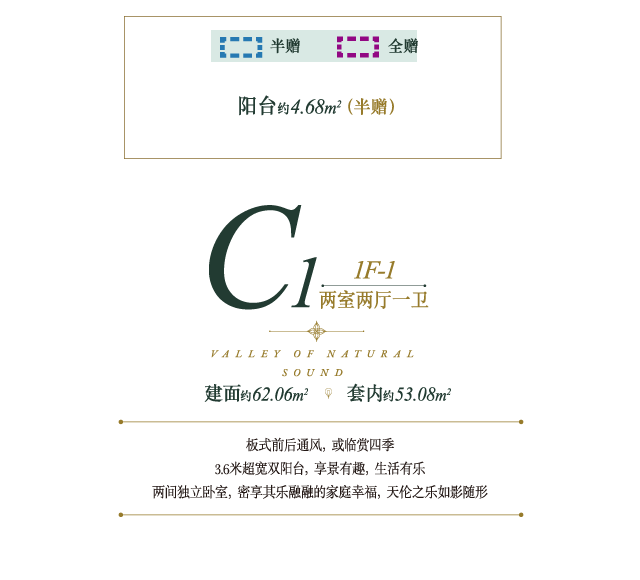 半赠 全赠
阳台约4.68m²（半赠）
C1
1F-1
两室两厅一卫
VALLEY OF NATURAL
SOUND
建面约62.06m² 套内约53.08m²
板式前后通风，或临赏四季
3.6米超宽双阳台，享景有趣，生活有乐
两间独立卧室，密享其乐融融的家庭幸福，天伦之乐如影随形